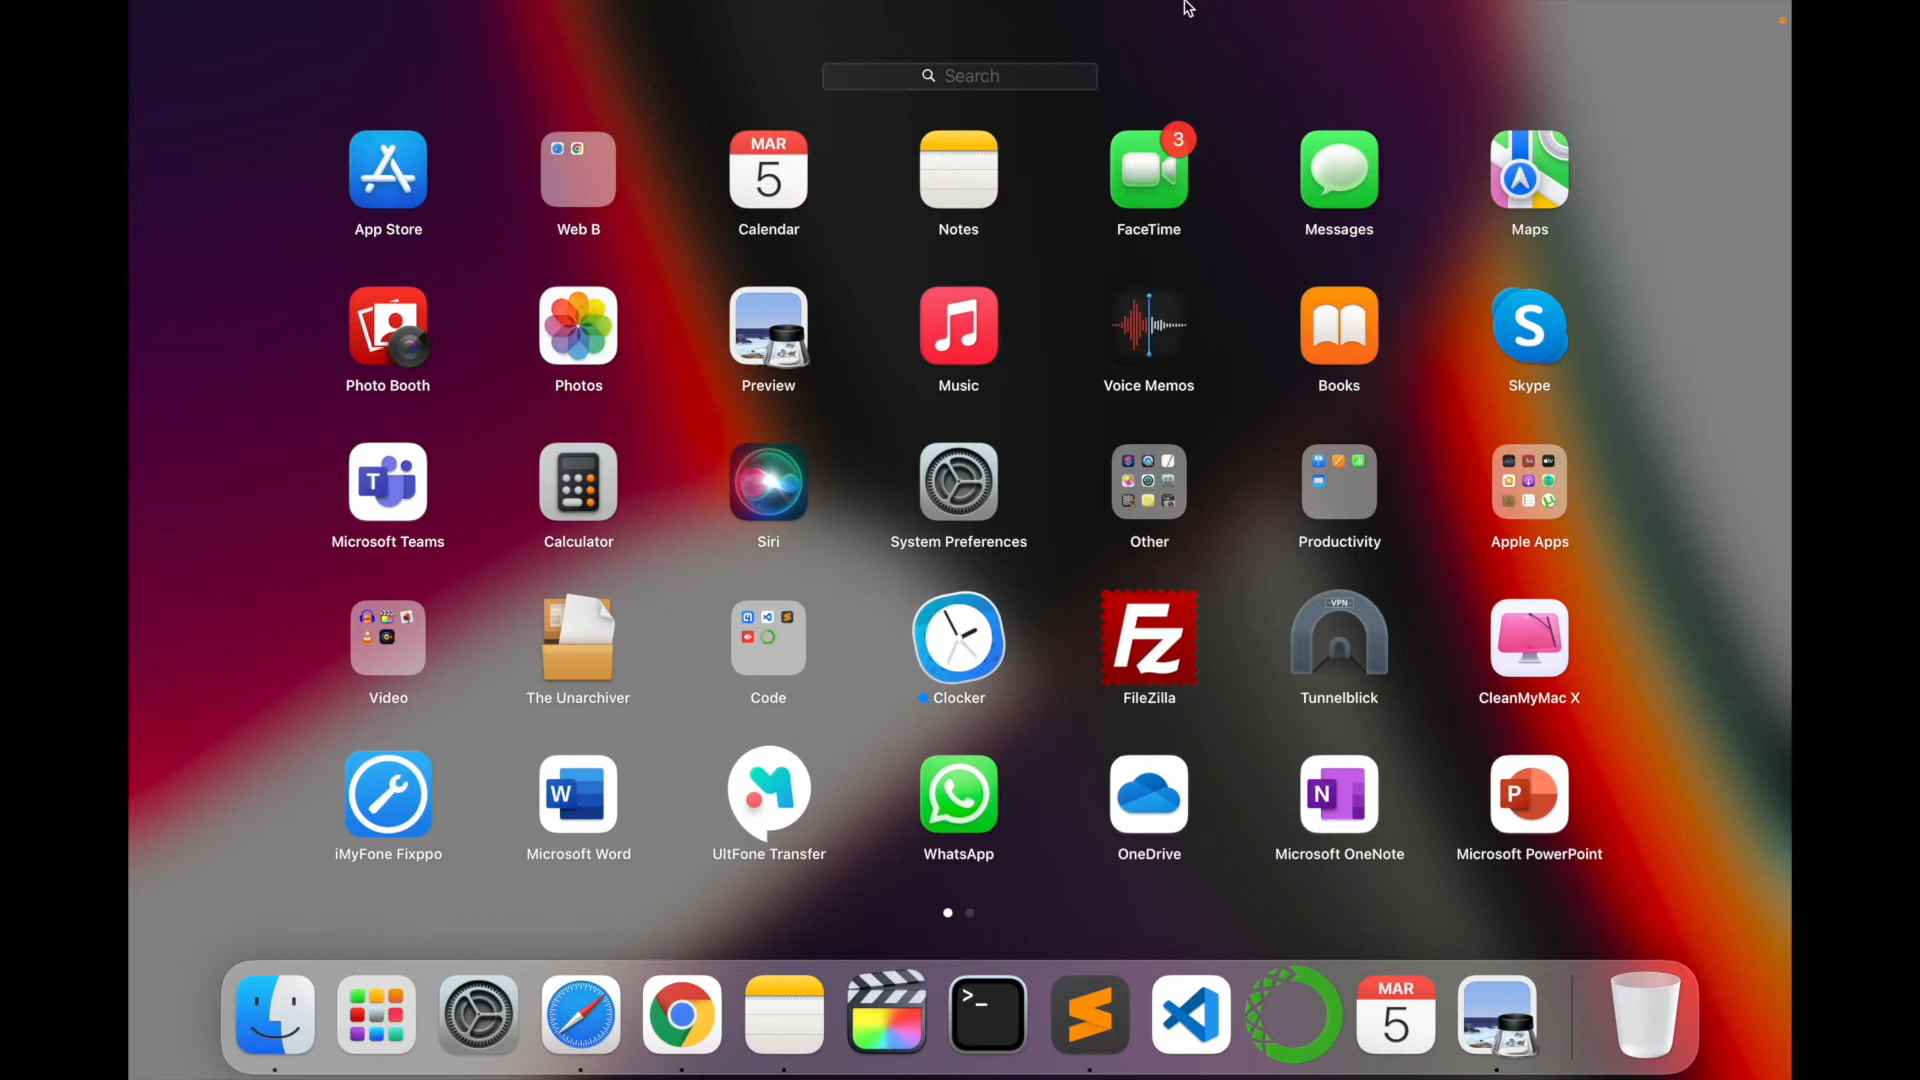 Search
MAR
5
3
App Store
Web B
Calendar
Notes
FaceTime
Messages
Maps
S
Photo Booth
Photos
Preview
Music
Voice Memos
Books
Skype
T
Microsoft Teams
Calculator
Siri
System Preferences
Other
Productivity
Apple Apps
FZ
VPN
Video
The Unarchiver
Code
Clocker
FileZilla
Tunnelblick
CleanMyMac X
W
N
P
iMyFone Fixppo
Microsoft Word
UltFone Transfer
WhatsApp
OneDrive
Microsoft OneNote
Microsoft PowerPoint
>_
MAR
5